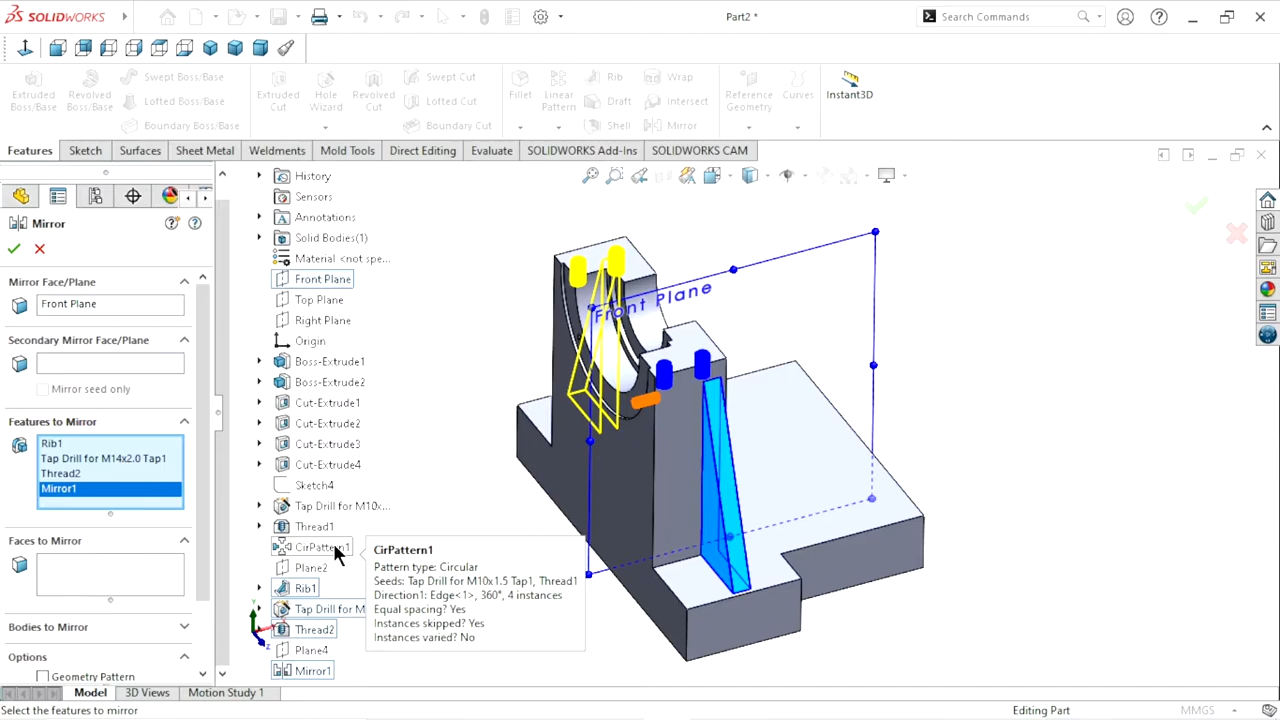 SOLIDWORKS
Part2 *
Search Commands
Extruded Boss/Base
Revolved Boss/Base
Swept Boss/Base
Lofted Boss/Base
Boundary Boss/Base
Extruded Cut
Hole Wizard
Revolved Cut
Swept Cut
Lofted Cut
Boundary Cut
Fillet
Linear Pattern
Rib
Draft
Shell
Wrap
Intersect
Mirror
Reference Geometry
Curves
Instant3D
Features
Sketch
Surfaces
Sheet Metal
Weldments
Mold Tools
Direct Editing
Evaluate
SOLIDWORKS Add-Ins
SOLIDWORKS CAM
Mirror
Mirror Face/Plane
Front Plane
Secondary Mirror Face/Plane
Mirror seed only
Features to Mirror
Rib1
Tap Drill for M14x2.0 Tap1
Thread2
Mirror1
Faces to Mirror
Bodies to Mirror
Options
Geometry Pattern
History
Sensors
Annotations
Solid Bodies(1)
Material <not spe...
Front Plane
Top Plane
Right Plane
Origin
Boss-Extrude1
Boss-Extrude2
Cut-Extrude1
Cut-Extrude2
Cut-Extrude3
Cut-Extrude4
Sketch4
Tap Drill for M10x...
Thread1
CirPattern1
Plane2
Rib1
Tap Drill for M
Thread2
Plane4
Mirror1
CirPattern1
Pattern type: Circular
Seeds: Tap Drill for M10x1.5 Tap1, Thread1
Direction1: Edge<1>, 360°, 4 instances
Equal spacing? Yes
Instances skipped? Yes
Instances varied? No
Front Plane
Y
Z
Model
3D Views
Motion Study 1
Select the features to mirror
Editing Part
MMGS